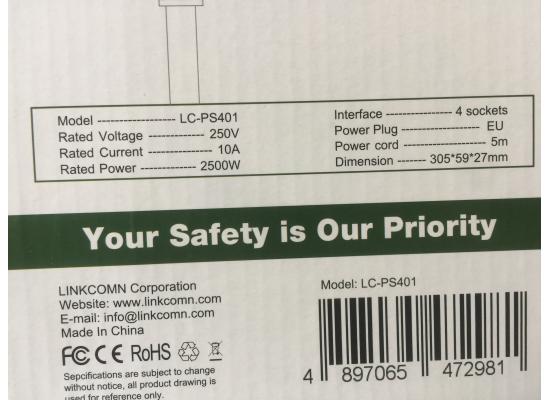 Model ------------------- LC-PS401
Rated Voltage -------------- 250V
Rated Current ---------------- 10A
Rated Power -------------- 2500W
Interface ----------------- 4 sockets
Power Plug ------------------- EU
Power cord -------------------- 5m
Dimension ------- 305*59*27mm
Your Safety is Our Priority
LINKCOMN Corporation
Website: www.linkcomn.com
E-mail: info@linkcomn.com
Made In China
FC CE RoHS
Sepcifications are subject to change
without notice, all product drawing is
used for reference only.
Model: LC-PS401
4 897065 472981